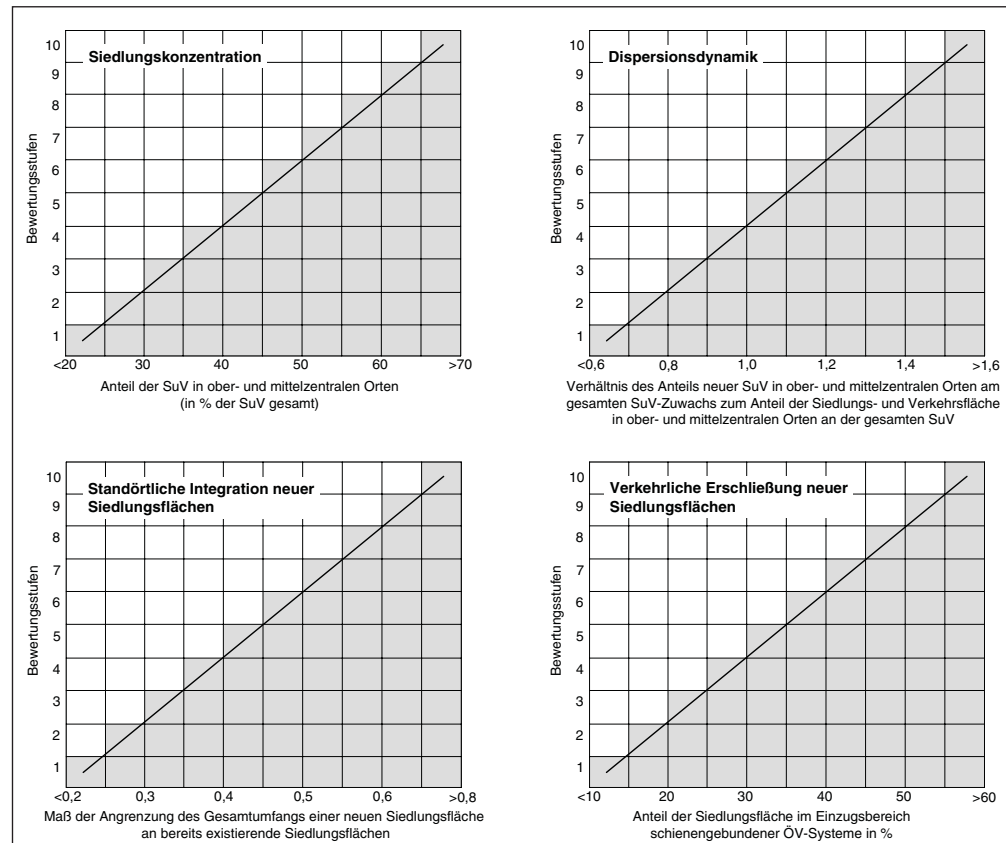 Siedlungskonzentration
Bewertungsstufen
10
9
8
7
6
5
4
3
2
1
<20 30 40 50 60 >70
Anteil der SuV in ober- und mittelzentralen Orten
(in % der SuV gesamt)
Dispersionsdynamik
Bewertungsstufen
10
9
8
7
6
5
4
3
2
1
<0,6 0,8 1,0 1,2 1,4 >1,6
Verhältnis des Anteils neuer SuV in ober- und mittelzentralen Orten am
gesamten SuV-Zuwachs zum Anteil der Siedlungs- und Verkehrsfläche
in ober- und mittelzentralen Orten an der gesamten SuV
Standörtliche Integration neuer
Siedlungsflächen
Bewertungsstufen
10
9
8
7
6
5
4
3
2
1
<0,2 0,3 0,4 0,5 0,6 >0,8
Maß der Angrenzung des Gesamtumfangs einer neuen Siedlungsfläche
an bereits existierende Siedlungsflächen
Verkehrliche Erschließung neuer
Siedlungsflächen
Bewertungsstufen
10
9
8
7
6
5
4
3
2
1
<10 20 30 40 50 >60
Anteil der Siedlungsfläche im Einzugsbereich
schienengebundener ÖV-Systeme in %